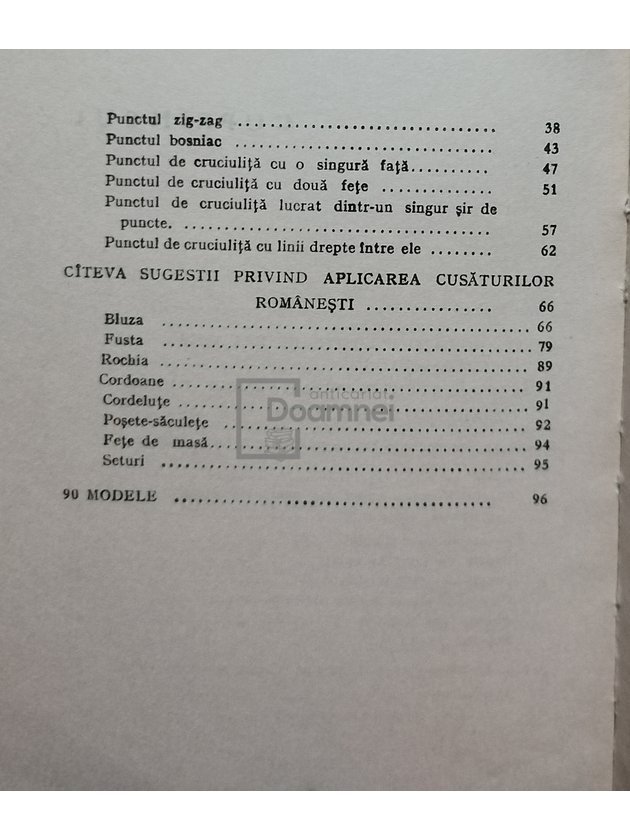 Punctul zig-zag ................................. 38
Punctul bosniac ................................. 43
Punctul de cruciuliță cu o singură față.......... 47
Punctul de cruciuliță cu două fețe .............. 51
Punctul de cruciuliță lucrat dintr-un singur șir de
puncte. ....................................... 57
Punctul de cruciuliță cu linii drepte între ele ........ 62
CÎTEVA SUGESTII PRIVIND APLICAREA CUSĂTURILOR
ROMÂNEȘTI ................ 66
Bluza ............................................... 66
Fusta ............................................... 79
Rochia .............................................. 89
Cordoane ............................................ 91
Cordeluțe ........................................... 91
Poșete-săculețe ..................................... 92
Fețe de masă......................................... 94
Seturi .............................................. 95
90 MODELE ........................................ 96
anticariat
Doamnei